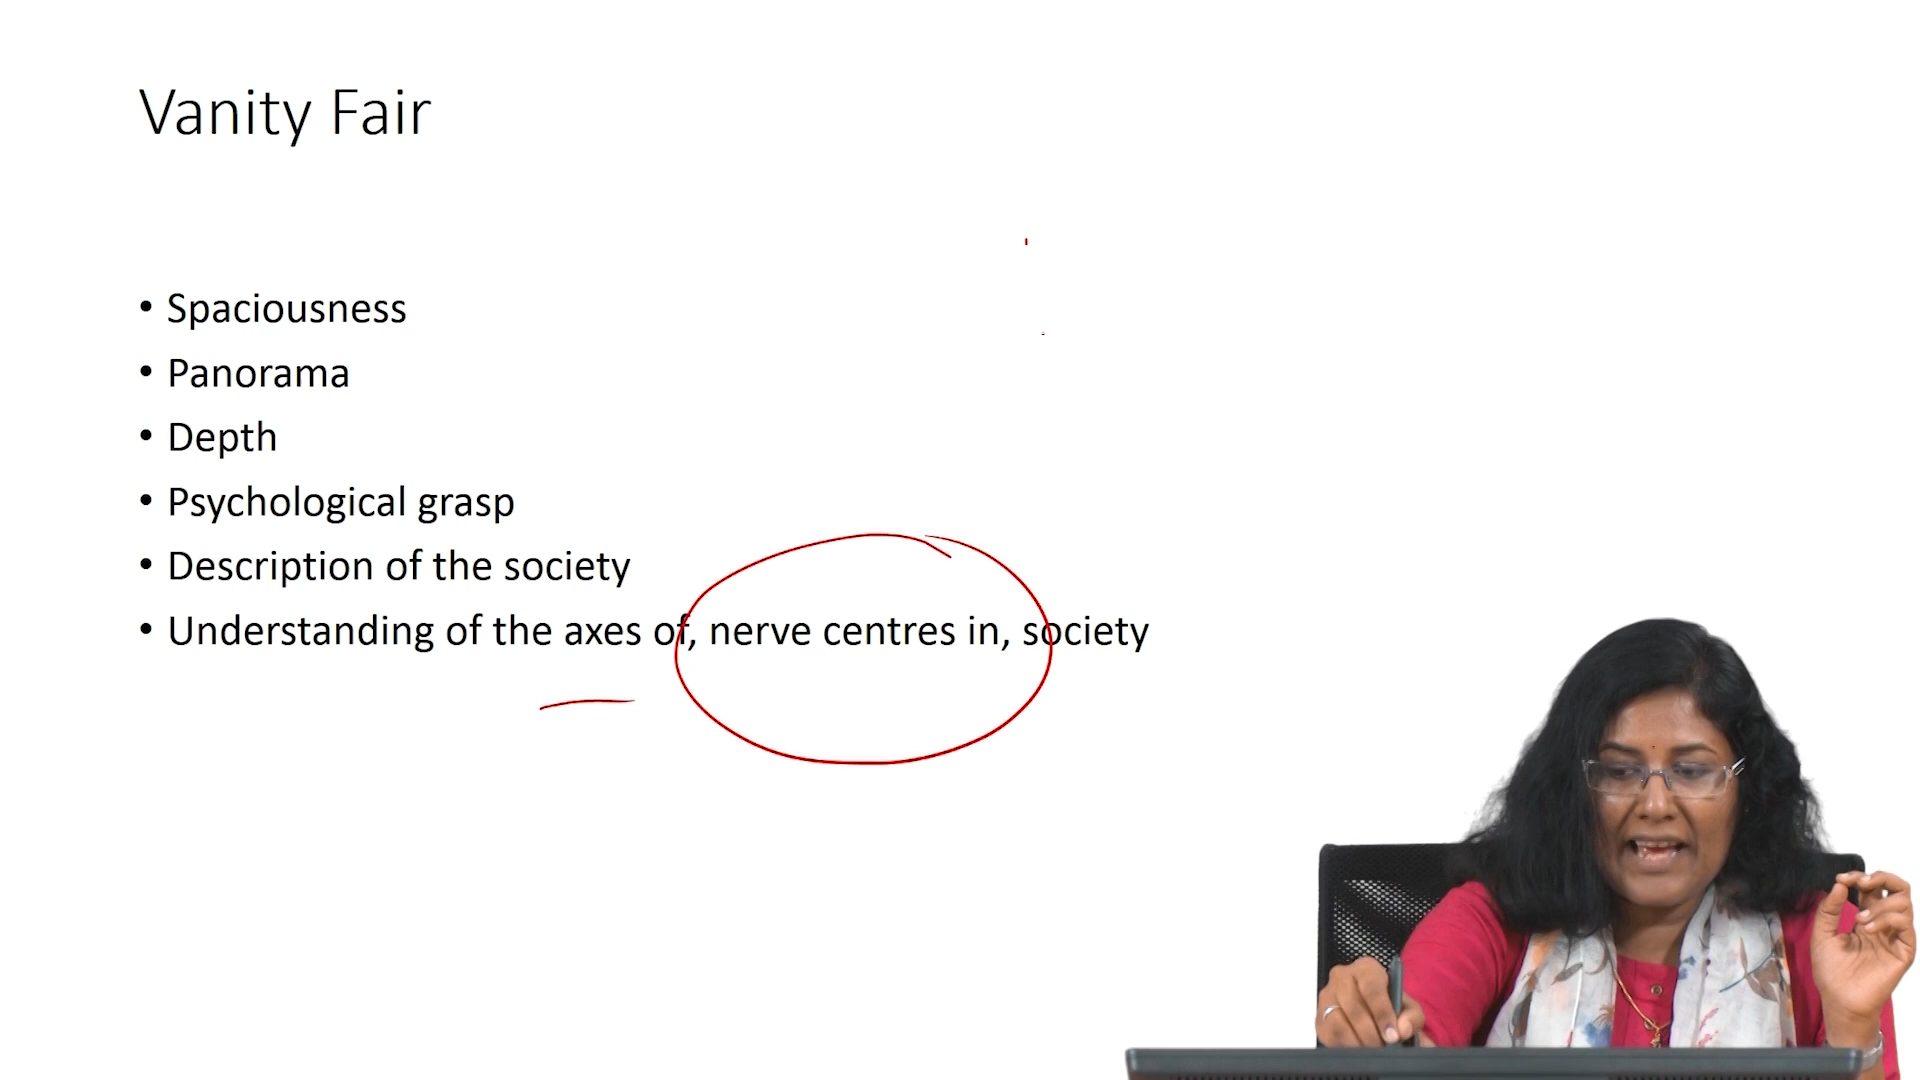 Vanity Fair
• Spaciousness
• Panorama
• Depth
• Psychological grasp
• Description of the society
• Understanding of the axes of, nerve centres in, society